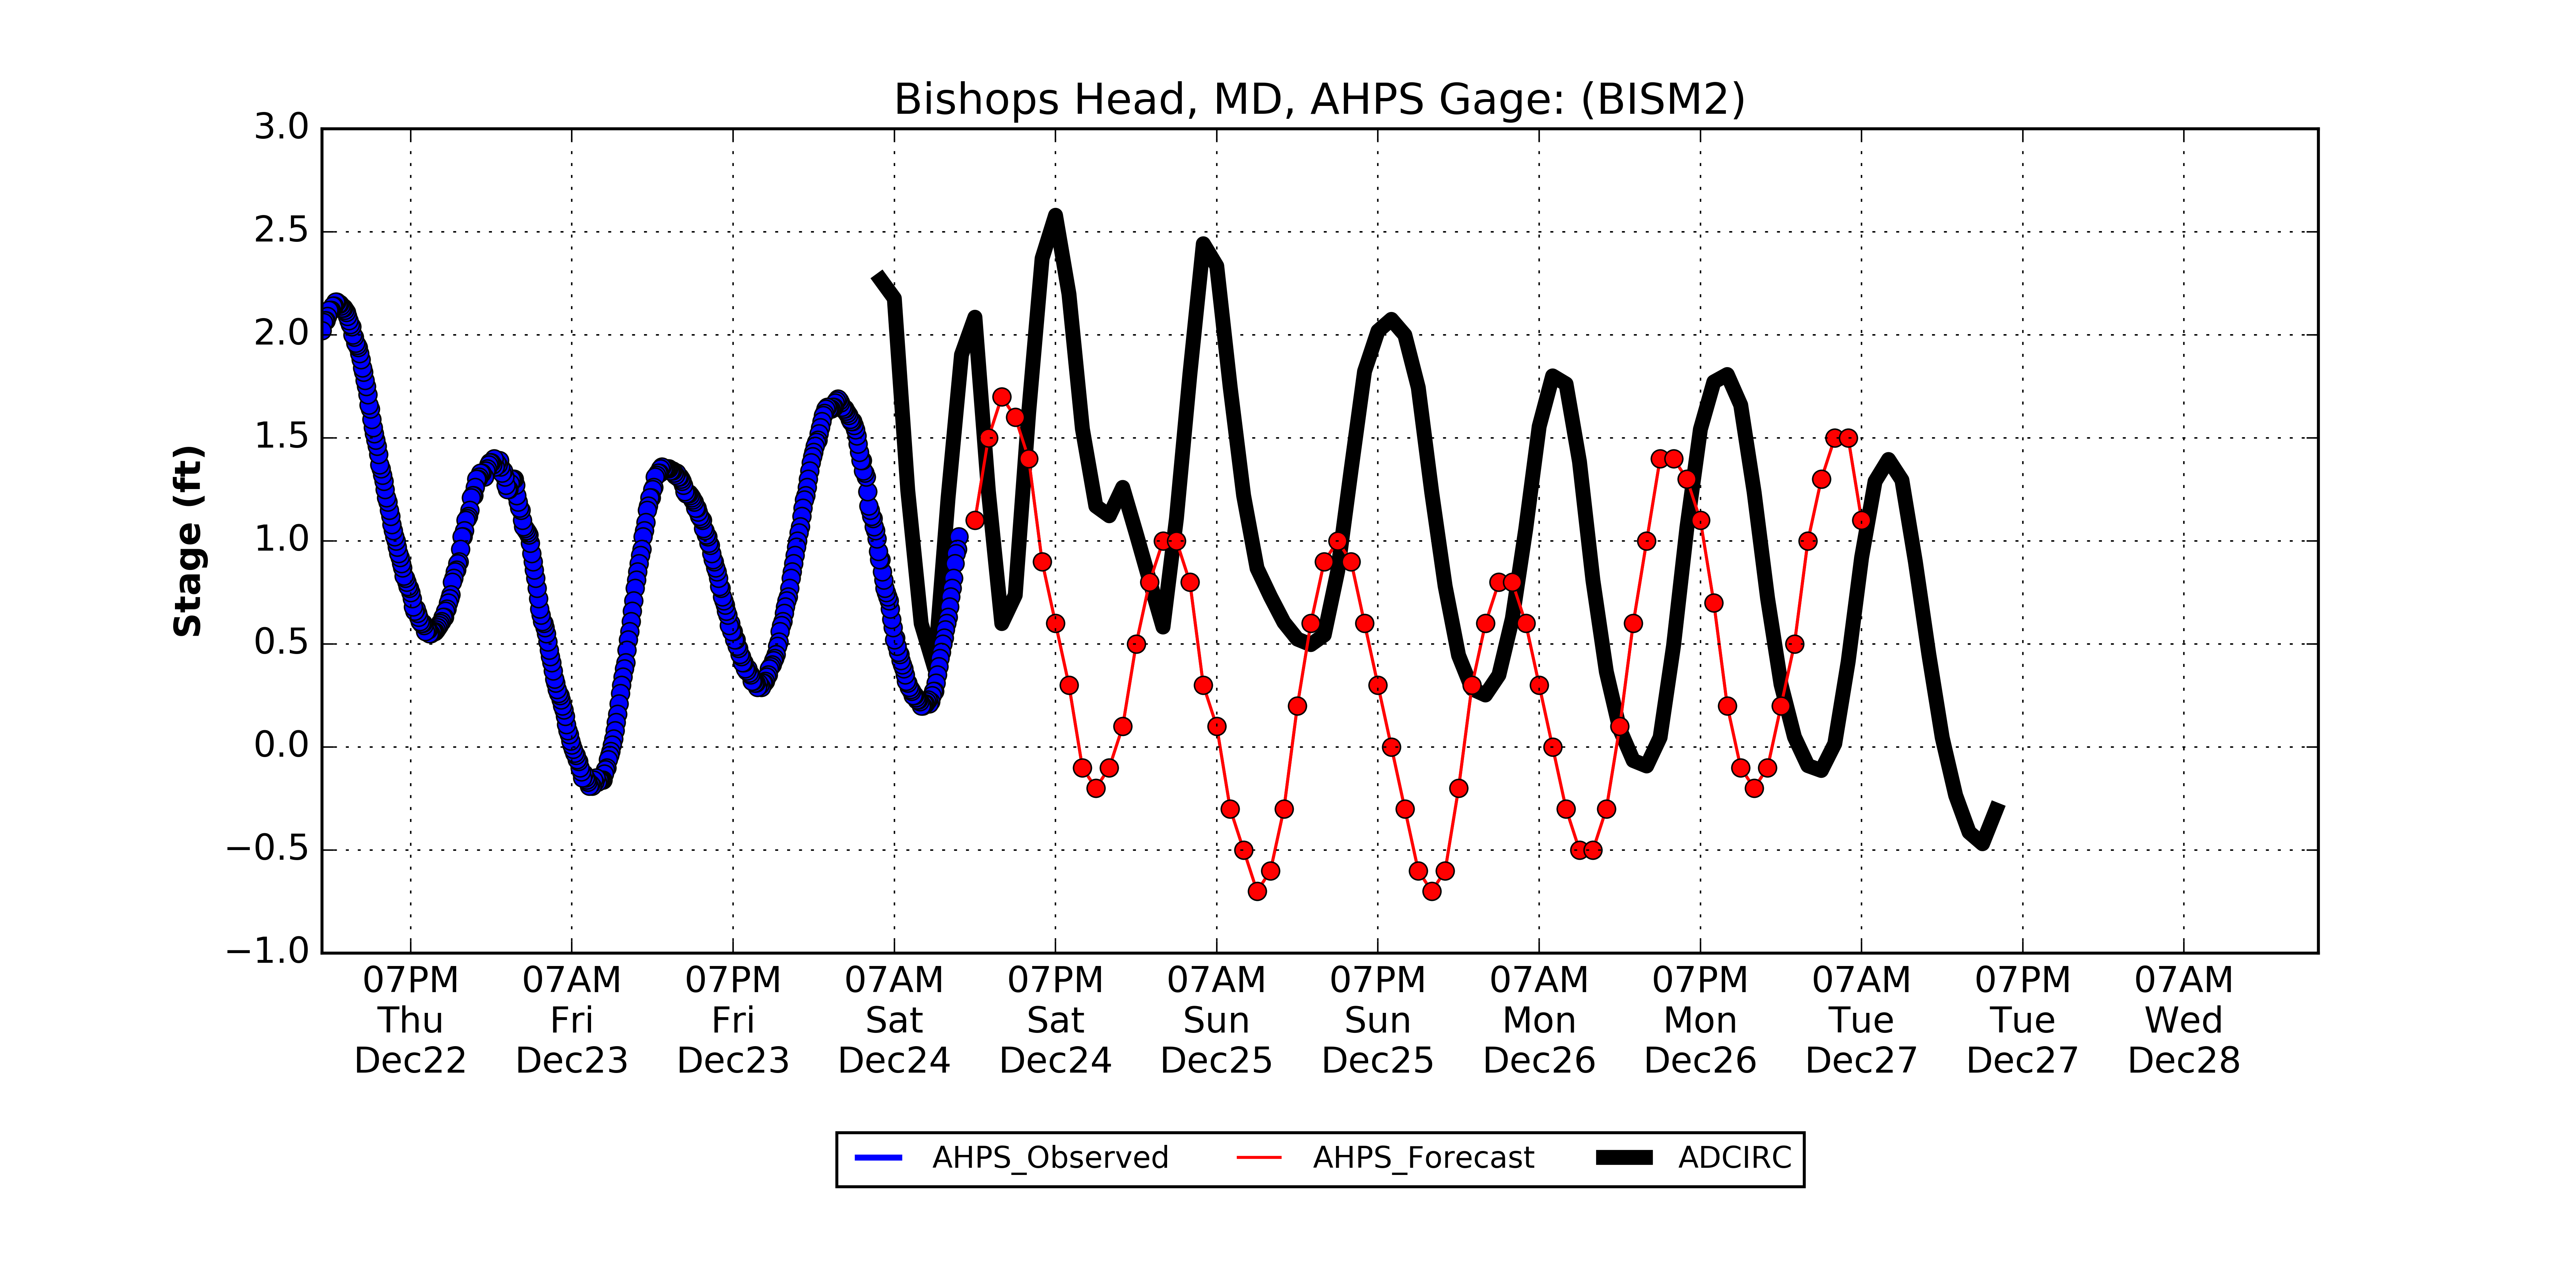 Bishops Head, MD, AHPS Gage: (BISM2)
3.0
2.5
2.0
1.5
1.0
0.5
0.0
−0.5
−1.0
Stage (ft)
07PM 07AM 07PM 07AM 07PM 07AM 07PM 07AM 07PM 07AM 07PM 07AM
Thu Fri Fri Sat Sat Sun Sun Mon Mon Tue Tue Wed
Dec22 Dec23 Dec23 Dec24 Dec24 Dec25 Dec25 Dec26 Dec26 Dec27 Dec27 Dec28
AHPS_Observed AHPS_Forecast ADCIRC